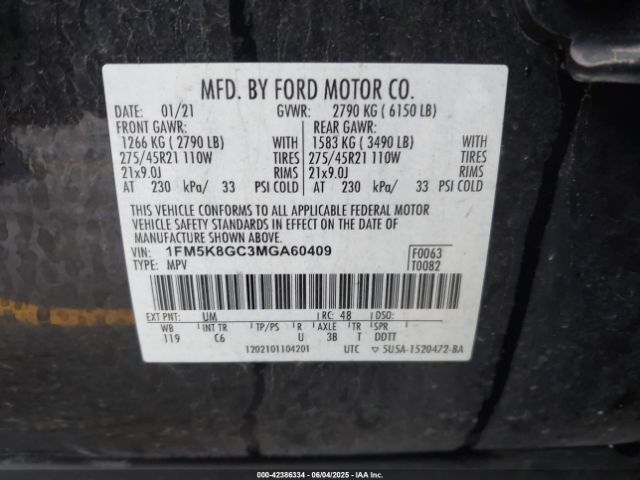 MFD. BY FORD MOTOR CO.
DATE: 01/21 GVWR: 2790 KG ( 6150 LB)
FRONT GAWR: REAR GAWR:
1266 KG ( 2790 LB) WITH 1583 KG ( 3490 LB) WITH
275/45R21 110W TIRES 275/45R21 110W TIRES
21x9.0J RIMS 21x9.0J RIMS
AT 230 kPa/ 33 PSI COLD AT 230 kPa/ 33 PSI COLD
THIS VEHICLE CONFORMS TO ALL APPLICABLE FEDERAL MOTOR
VEHICLE SAFETY STANDARDS IN EFFECT ON THE DATE OF
MANUFACTURE SHOWN ABOVE.
VIN: 1FM5K8GC3MGA60409 F0063
TYPE: MPV T0082
EXT PNT: UM RC: 48 DSO:
WB INT TR TP/PS R AXLE TR SPR
119 C6 U 3B T DDTT
1202101104201 UTC ▽ 5U5A-1520472-BA
000-42386334 | 06/04/2025 | IAAI, INC.